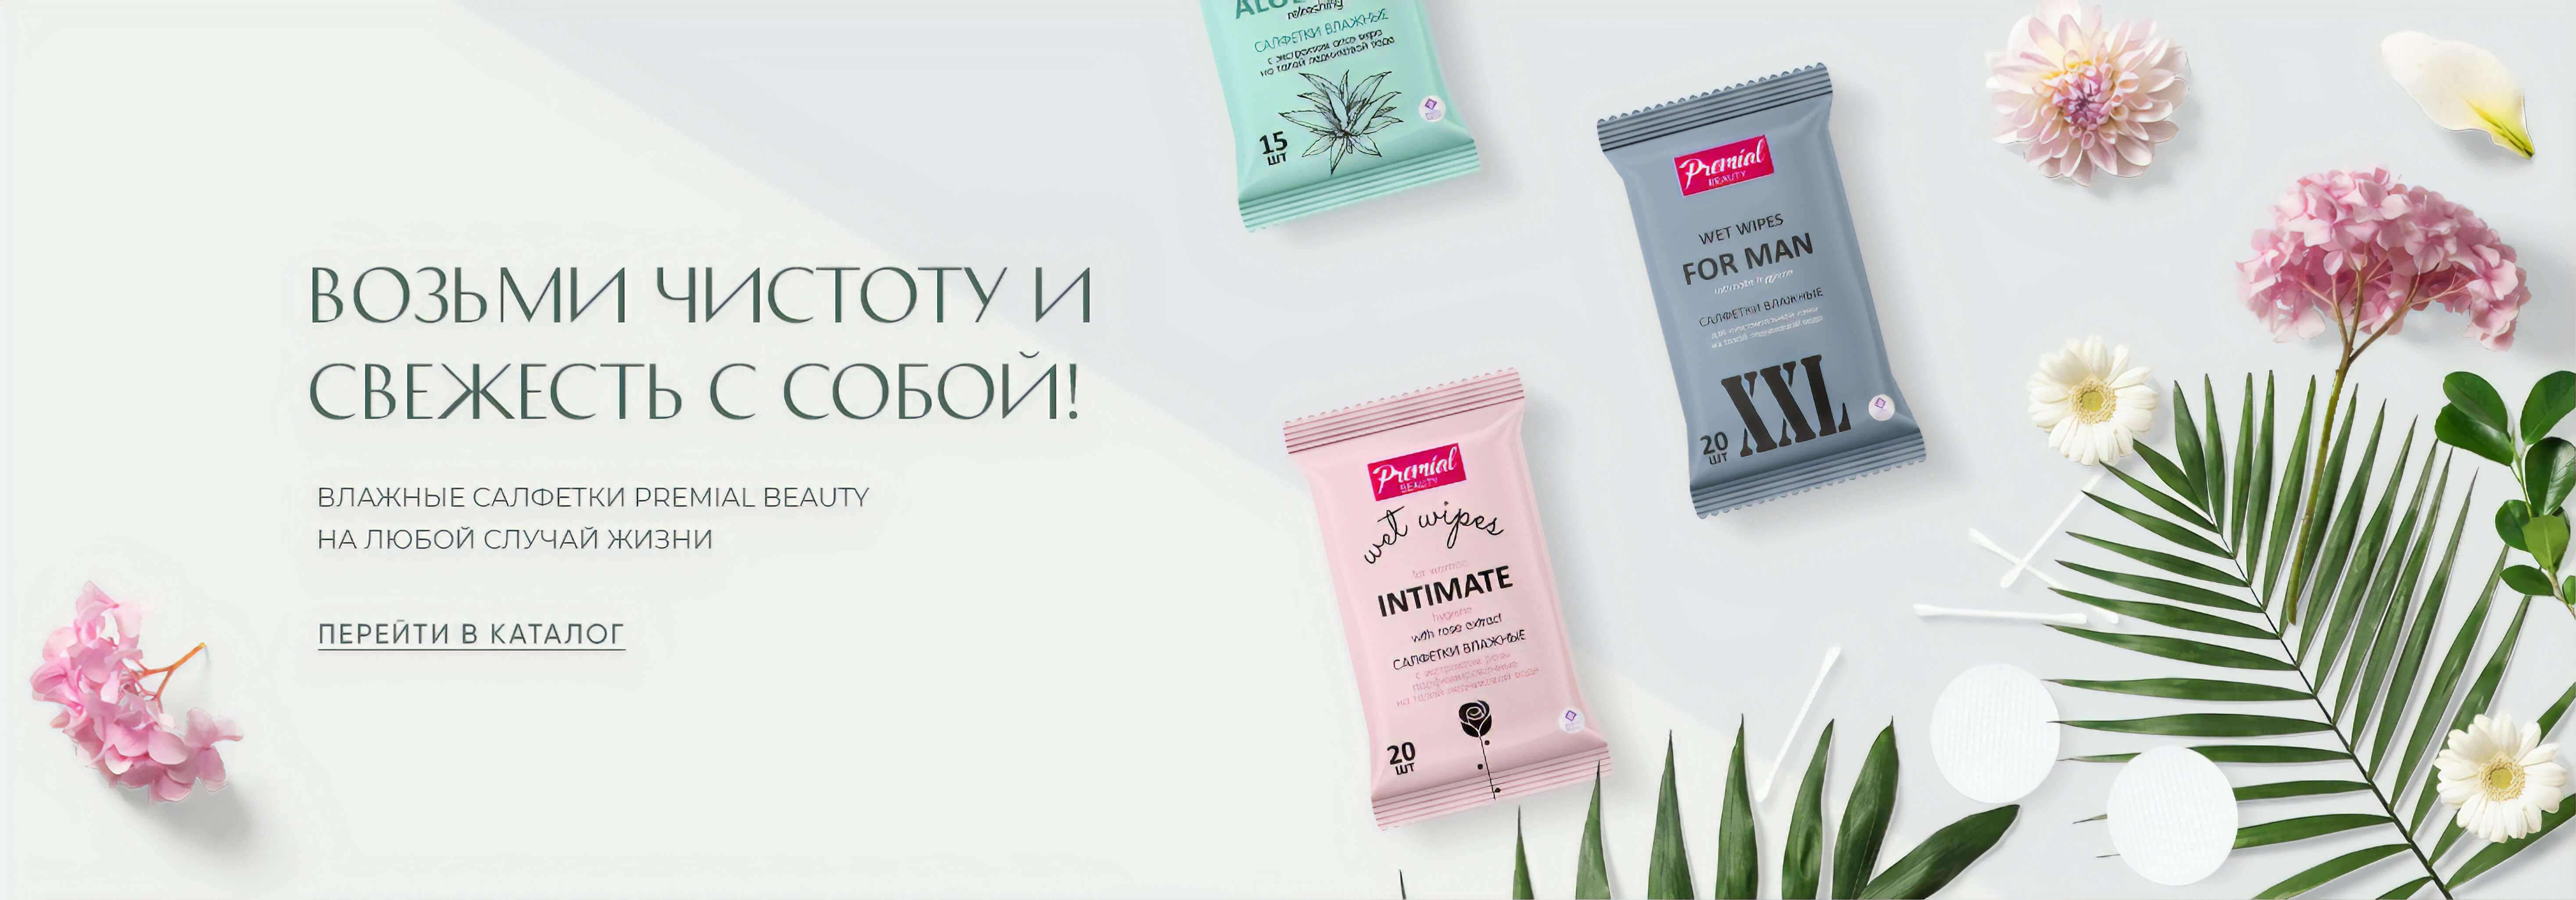 ВОЗЬМИ ЧИСТОТУ И
СВЕЖЕСТЬ С СОБОЙ!
ВЛАЖНЫЕ САЛФЕТКИ PREMIAL BEAUTY
НА ЛЮБОЙ СЛУЧАЙ ЖИЗНИ
ПЕРЕЙТИ В КАТАЛОГ
refreshing
САЛФЕТКИ ВЛАЖНЫЕ
15
ШТ
Premial
BEAUTY
WET WIPES
FOR MAN
САЛФЕТКИ ВЛАЖНЫЕ
XXL
20
ШТ
Premial
BEAUTY
wet wipes
INTIMATE
with rose extract
САЛФЕТКИ ВЛАЖНЫЕ
20
ШТ